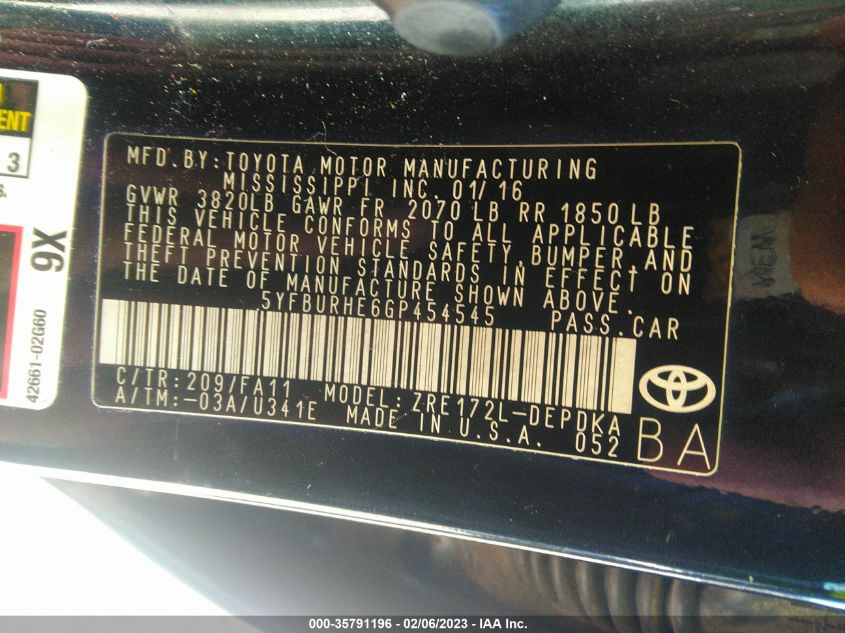 ENT
3
s.
9X
42661-02G60
MFD.BY:TOYOTA MOTOR MANUFACTURING
MISSISSIPPI INC. 01/16
GVWR 3820LB GAWR FR 2070 LB RR 1850 LB
THIS VEHICLE CONFORMS TO ALL APPLICABLE
FEDERAL MOTOR VEHICLE SAFETY,BUMPER,AND
THEFT PREVENTION STANDARDS IN EFFECT ON
THE DATE OF MANUFACTURE SHOWN ABOVE.
5YFBURHE6GP454545 PASS.CAR
C/TR:209/FA11 MODEL:ZRE172L-DEPDKA
A/TM:-03A/U341E MADE IN U.S.A. 052
BA
000-35791196 - 02/06/2023 - IAA Inc.